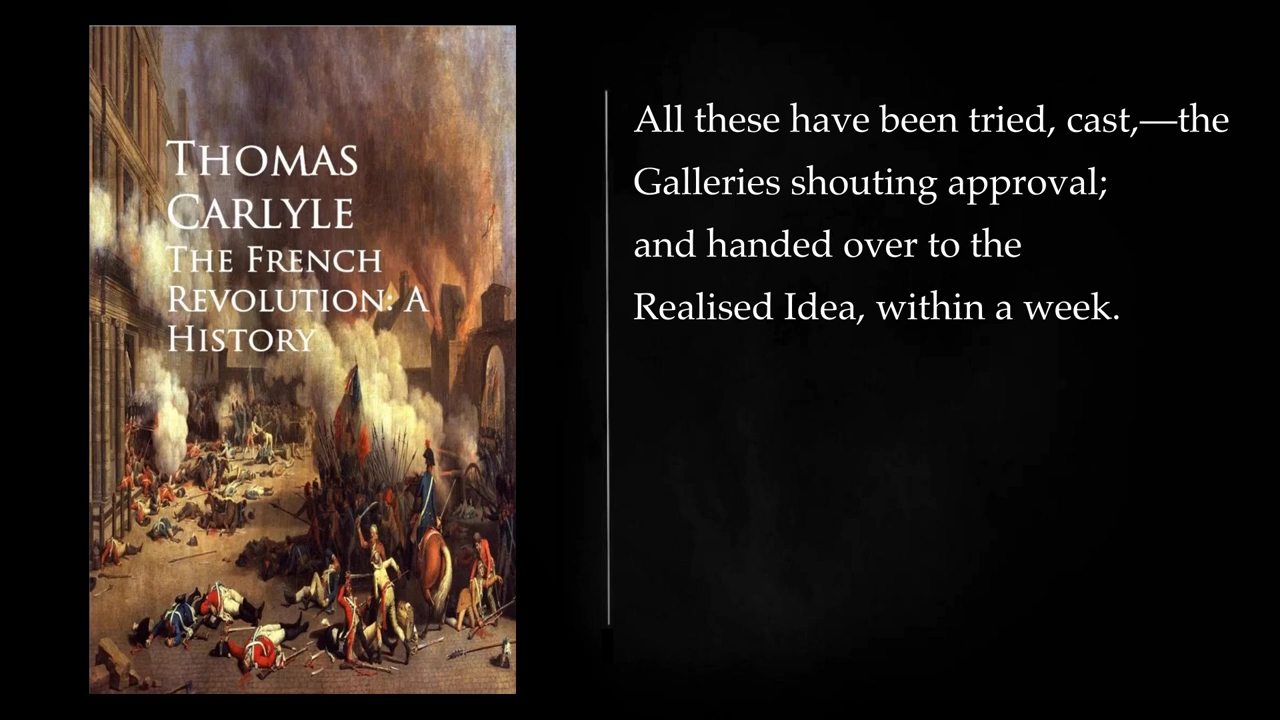 THOMAS
CARLYLE
THE FRENCH
REVOLUTION: A
HISTORY
All these have been tried, cast,—the
Galleries shouting approval;
and handed over to the
Realised Idea, within a week.